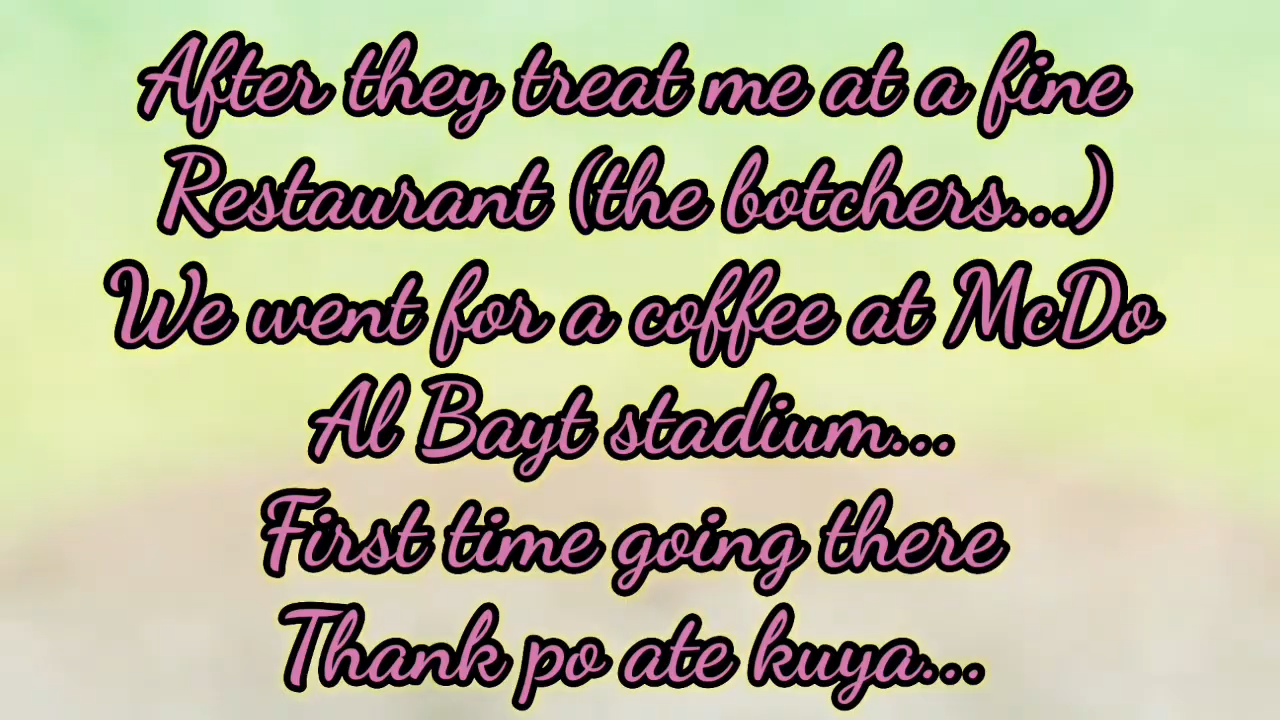 After they treat me at a fine
Restaurant (the botchers...)
We went for a coffee at McDo
Al Bayt stadium...
First time going there
Thank po ate kuya...